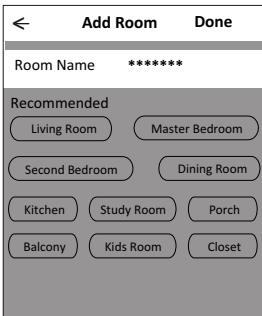 ← Add Room Done
Room Name *******
Recommended
Living Room Master Bedroom
Second Bedroom Dining Room
Kitchen Study Room Porch
Balcony Kids Room Closet